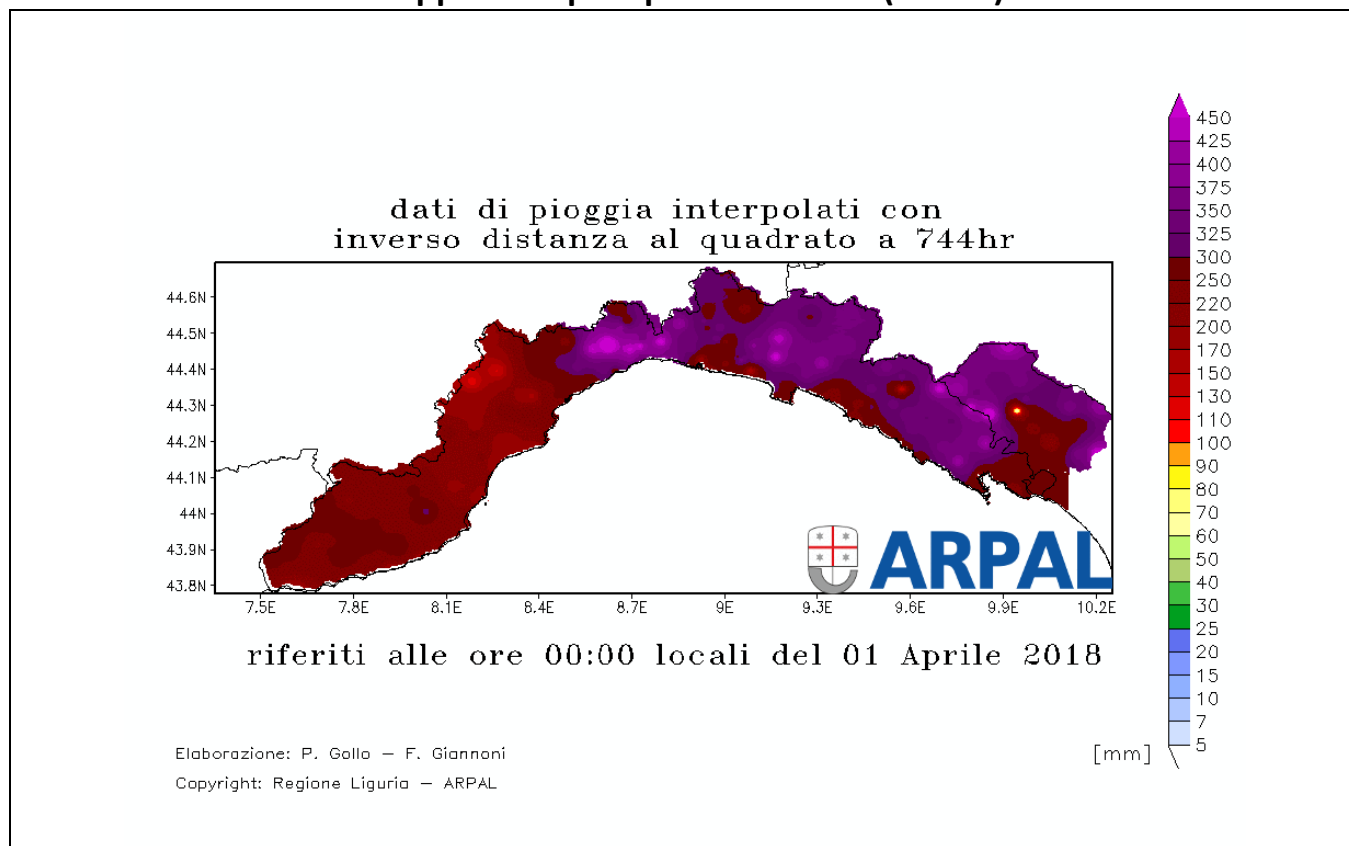 dati di pioggia interpolati con
inverso distanza al quadrato a 744hr
44.6N
44.5N
44.4N
44.3N
44.2N
44.1N
44N
43.9N
43.8N
7.5E 7.8E 8.1E 8.4E 8.7E 9E 9.3E 9.6E 9.9E 10.2E
ARPAL
riferiti alle ore 00:00 locali del 01 Aprile 2018
450
425
400
375
350
325
300
250
220
200
170
150
130
110
100
90
80
70
60
50
40
30
25
20
15
10
7
5
[mm]
Elaborazione: P. Gollo – F. Giannoni
Copyright: Regione Liguria – ARPAL